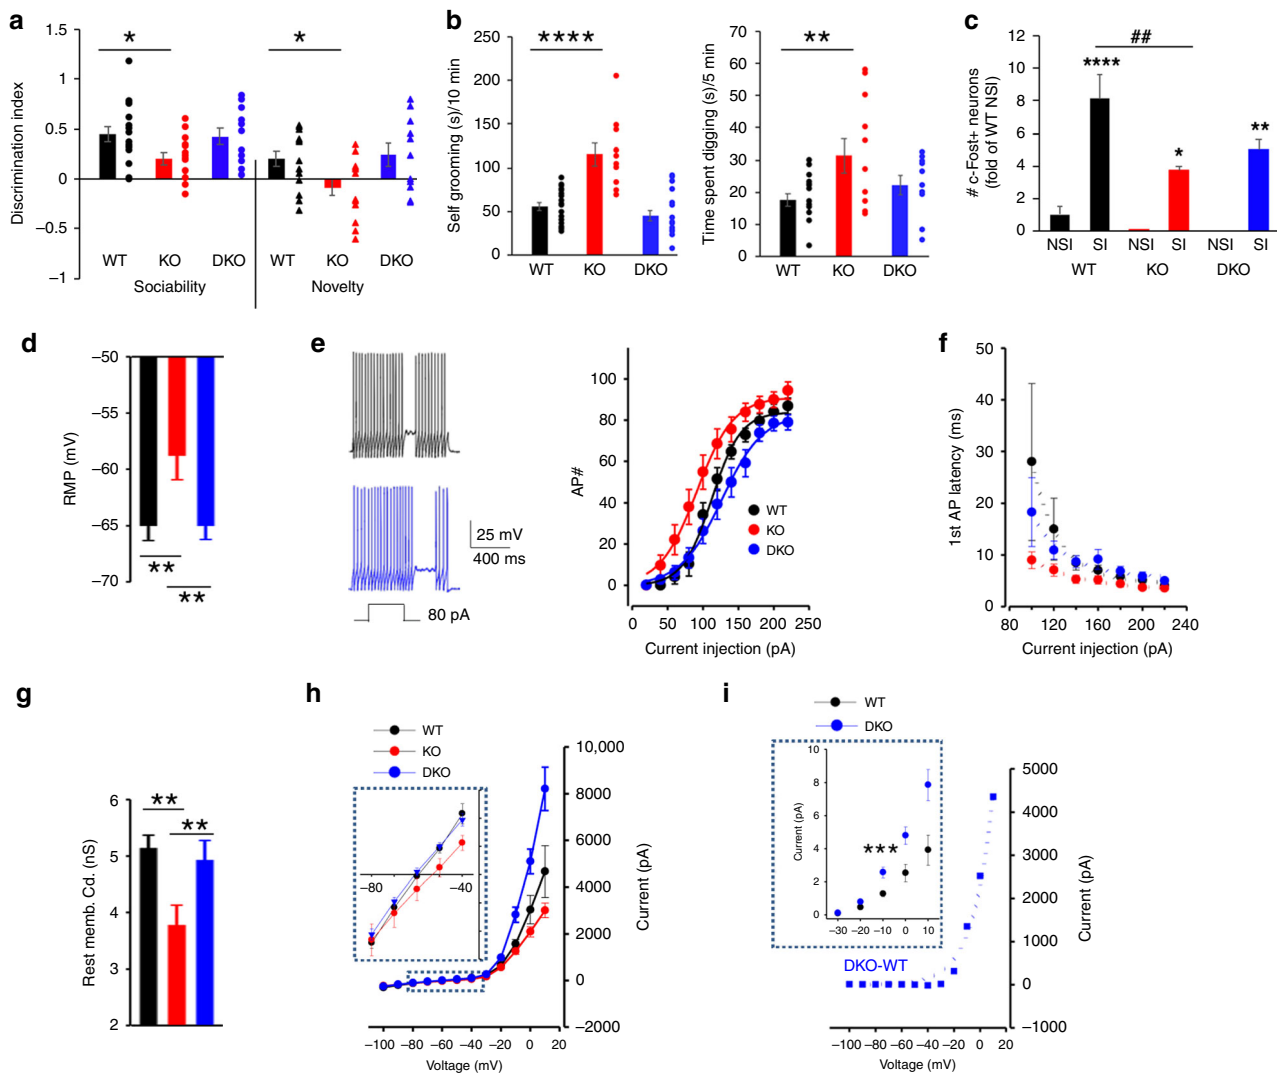 a
1.5
1
0.5
0
−0.5
−1
Discrimination index
*
*
WT
KO
DKO
WT
KO
DKO
Sociability
Novelty
b
250
200
150
100
50
0
Self grooming (s)/10 min
****
WT
KO
DKO
70
60
50
40
30
20
10
0
Time spent digging (s)/5 min
**
WT
KO
DKO
c
12
10
8
6
4
2
0
# c-Fost+ neurons
(fold of WT NSI)
##
****
*
**
NSI
SI
NSI
SI
NSI
SI
WT
KO
DKO
d
−50
−55
−60
−65
−70
RMP (mV)
**
**
e
25 mV
400 ms
80 pA
100
80
60
40
20
0
AP#
WT
KO
DKO
0
50
100
150
200
250
Current injection (pA)
f
50
40
30
20
10
0
1st AP latency (ms)
80
120
160
200
240
Current injection (pA)
g
6
5
4
3
2
Rest memb. Cd. (nS)
**
**
h
WT
KO
DKO
−80
−40
10,000
8000
6000
4000
2000
0
−2000
Current (pA)
−100
−80
−60
−40
−20
0
20
Voltage (mV)
i
WT
DKO
10
8
6
4
2
0
Current (pA)
***
−30
−20
−10
0
10
DKO-WT
5000
4000
3000
2000
1000
0
−1000
Current (pA)
−100
−80
−60
−40
−20
0
20
Voltage (mV)